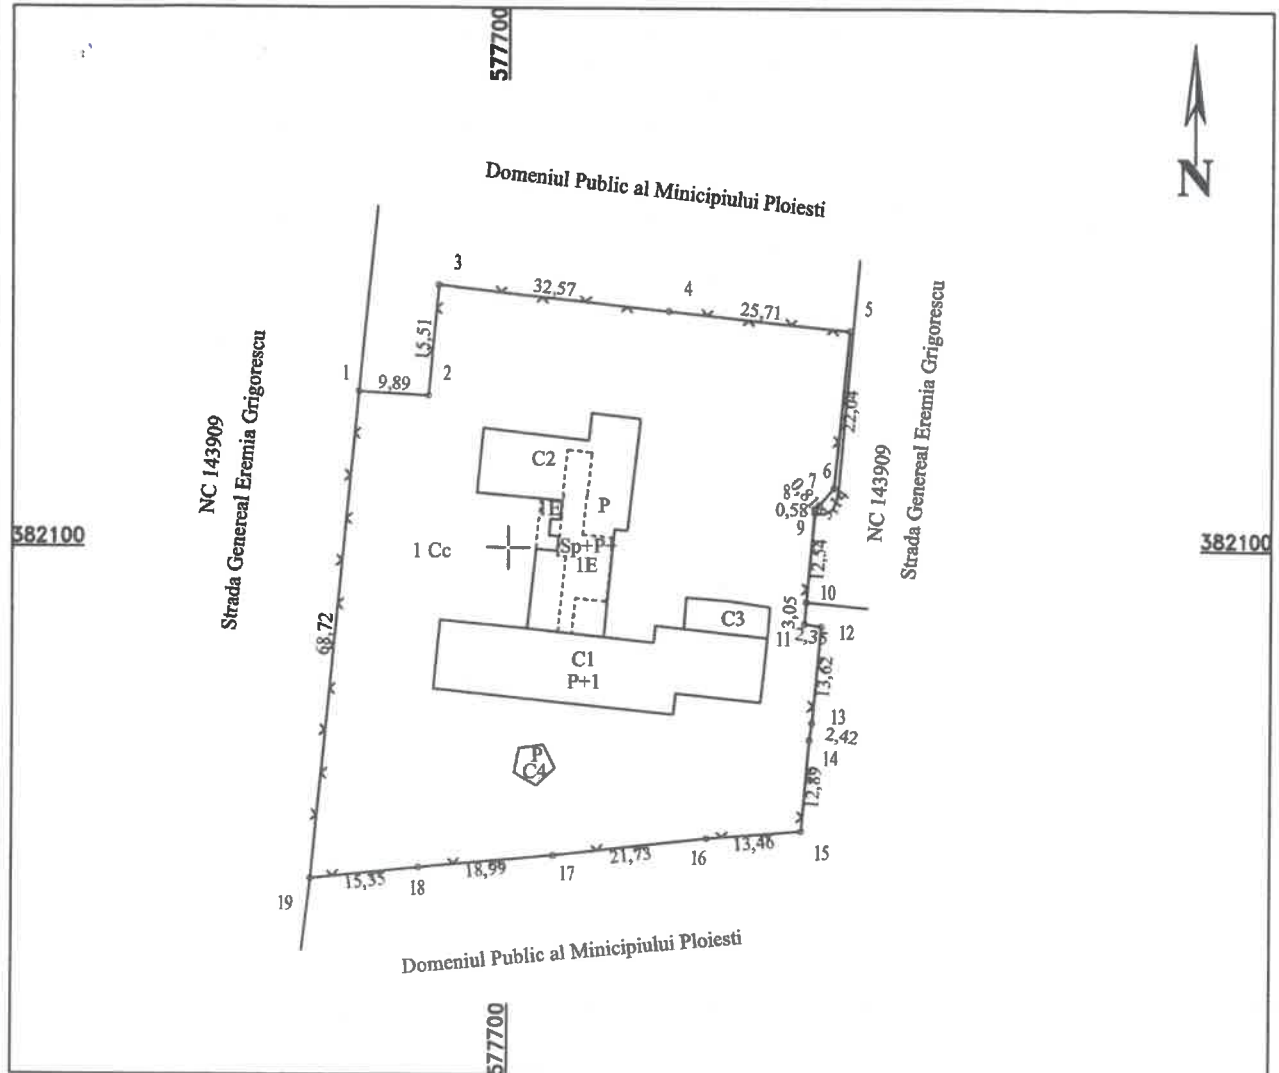 577700
N
Domeniul Public al Minicipiului Ploiesti
3
32,57
4
25,71
5
15,51
1
9,89
2
22,04
NC 143909
Strada Genereal Eremia Grigorescu
NC 143909
Strada Genereal Eremia Grigorescu
C2
6
7
8
0,81
0,58
9
1E
P
382100
1 Cc
Sp+P+
1E
382100
12,54
10
3,05
C3
11
2,35
12
68,72
C1
P+1
13,62
13
2,42
14
P
C4
12,89
15
13,46
16
21,73
17
18,99
18
15,35
19
Domeniul Public al Minicipiului Ploiesti
577700